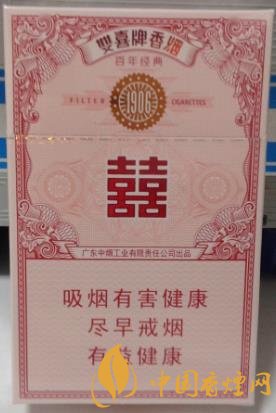 雙喜牌香烟
百年经典
FILTER 1906 CIGARETTES
囍
广东中烟工业有限责任公司出品
吸烟有害健康
尽早戒烟
有益健康
中国香烟网